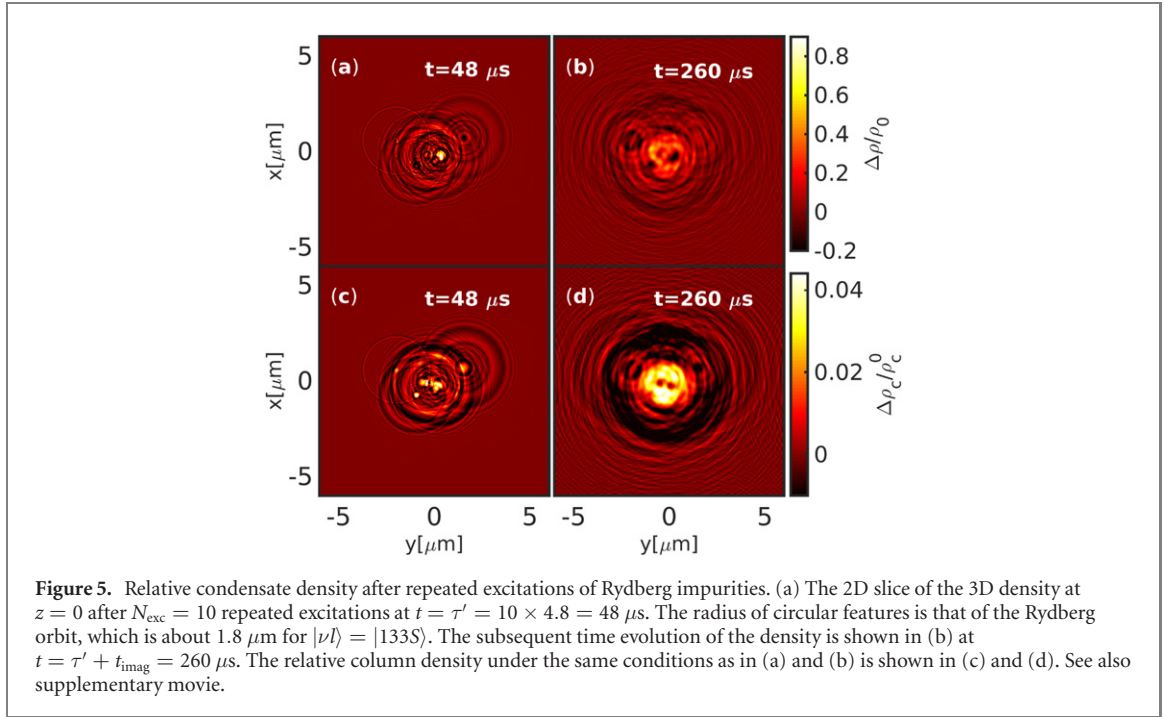 5
(a)
t=48 μs
(b)
t=260 μs
0.8
0.6
0.4
0.2
0
-0.2
Δρ/ρ0
x[μm]
0
-5
5
(c)
t=48 μs
(d)
t=260 μs
0.04
0.02
0
Δρc/ρc0
x[μm]
0
-5
-5
0
5
-5
0
5
y[μm]
y[μm]
Figure 5. Relative condensate density after repeated excitations of Rydberg impurities. (a) The 2D slice of the 3D density at
z = 0 after Nexc = 10 repeated excitations at t = τ′ = 10 × 4.8 = 48 μs. The radius of circular features is that of the Rydberg
orbit, which is about 1.8 μm for |νl⟩ = |133S⟩. The subsequent time evolution of the density is shown in (b) at
t = τ′ + timag = 260 μs. The relative column density under the same conditions as in (a) and (b) is shown in (c) and (d). See also
supplementary movie.